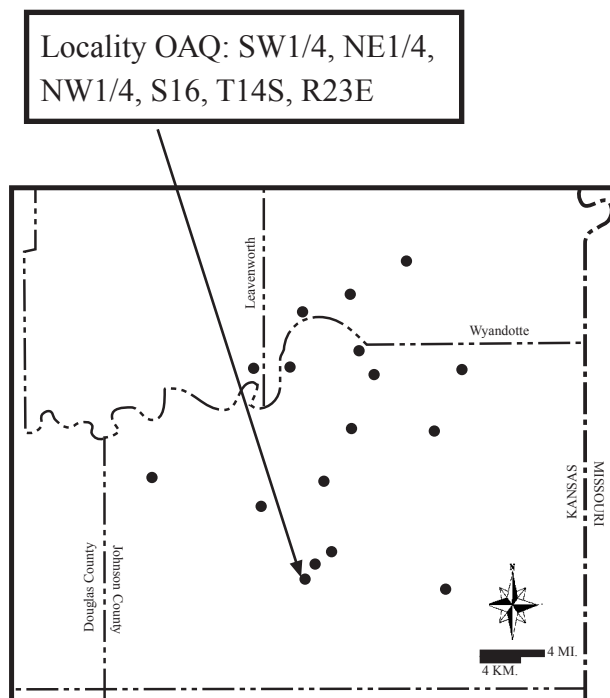 Locality OAQ: SW1/4, NE1/4,
NW1/4, S16, T14S, R23E
Leavenworth
Wyandotte
KANSAS
MISSOURI
Douglas County
Johnson County
N
4 MI.
4 KM.